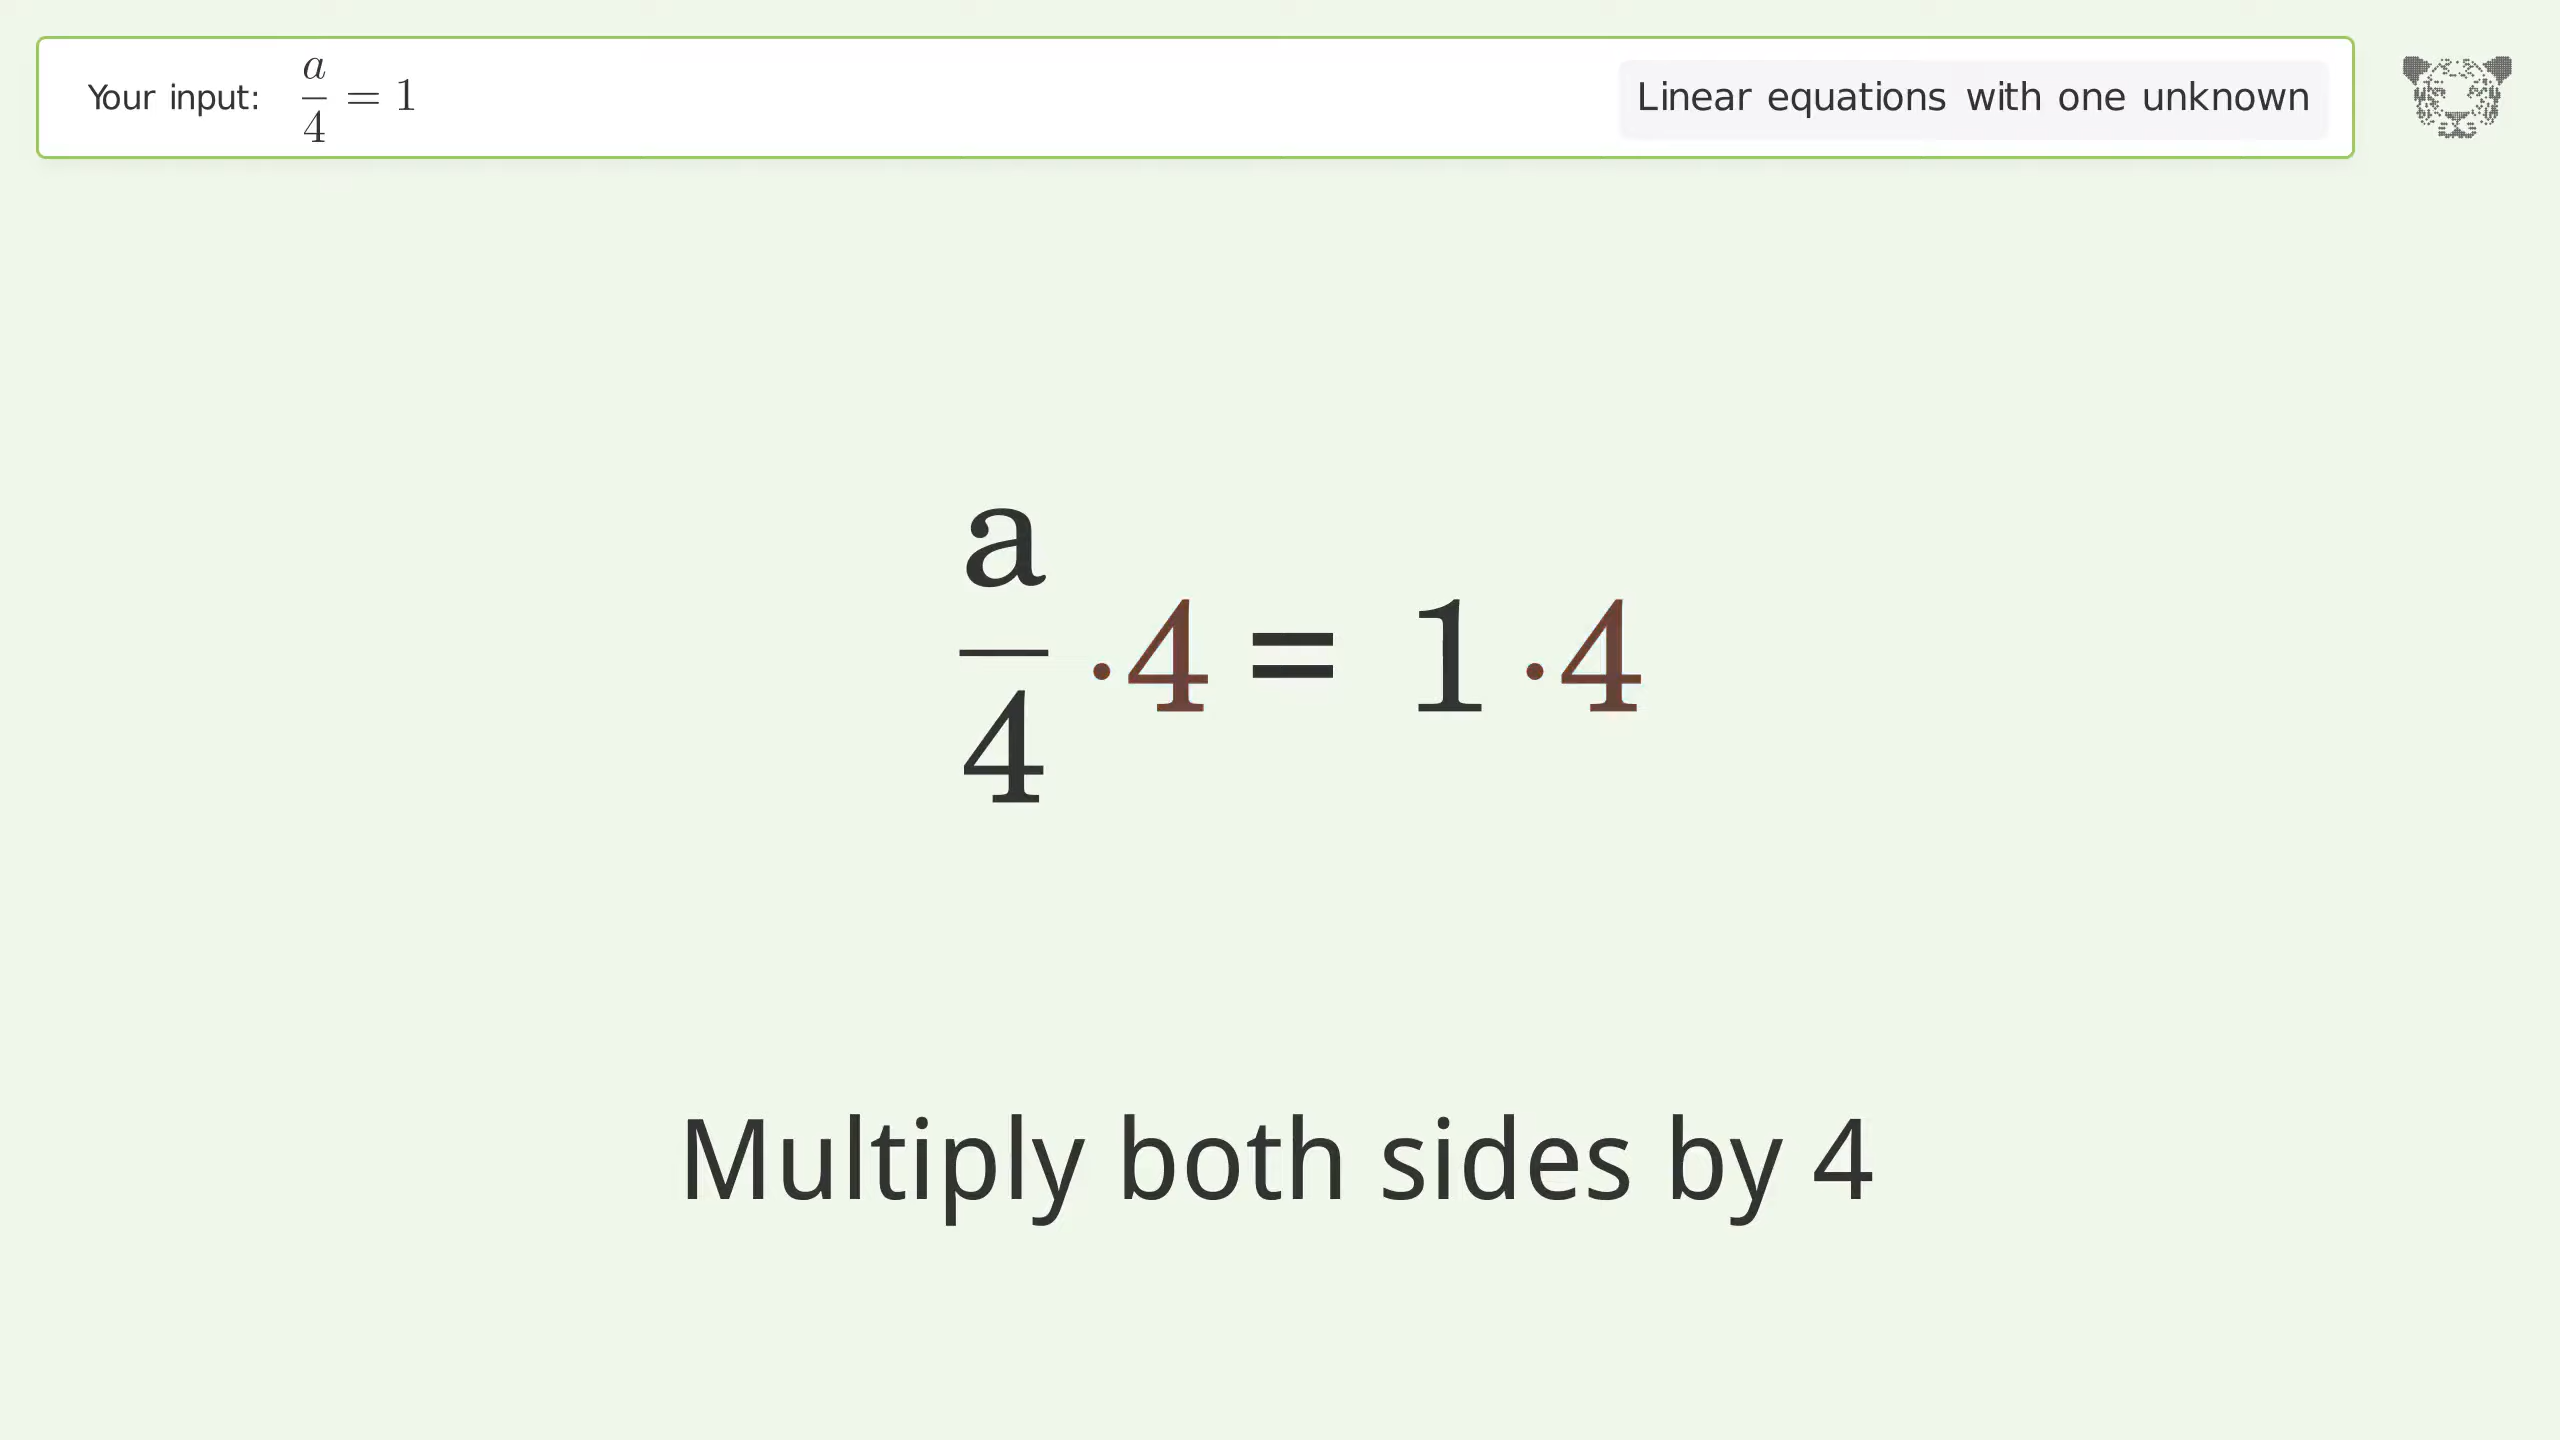 Your input: a/4 = 1
Linear equations with one unknown
a/4 ·4 = 1 ·4
Multiply both sides by 4